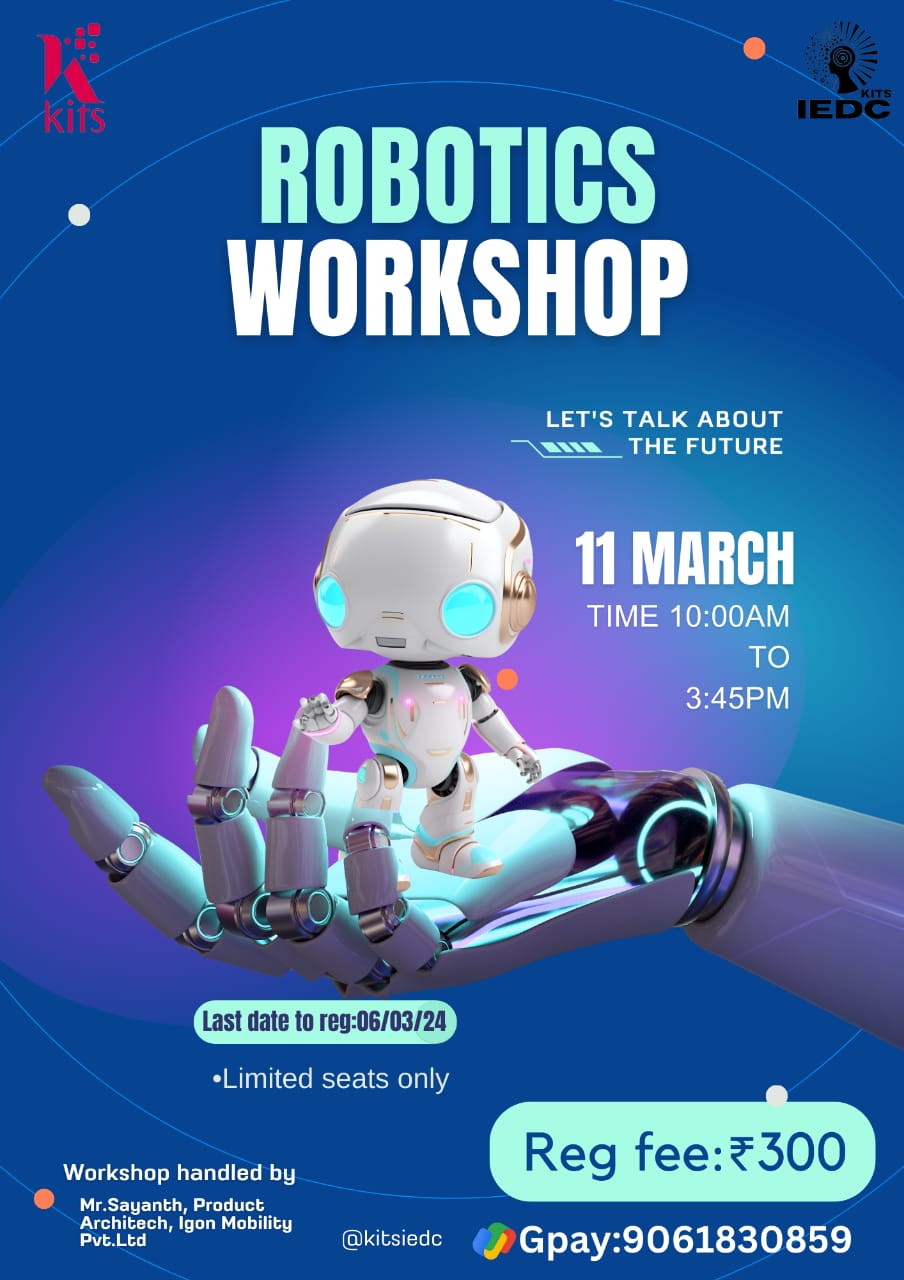 kits
KITS
IEDC
ROBOTICS
WORKSHOP
LET'S TALK ABOUT
THE FUTURE
11 MARCH
TIME 10:00AM
TO
3:45PM
Last date to reg:06/03/24
•Limited seats only
Reg fee:₹300
Workshop handled by
Mr.Sayanth, Product
Architech, Igon Mobility
Pvt.Ltd
@kitsiedc
Gpay:9061830859